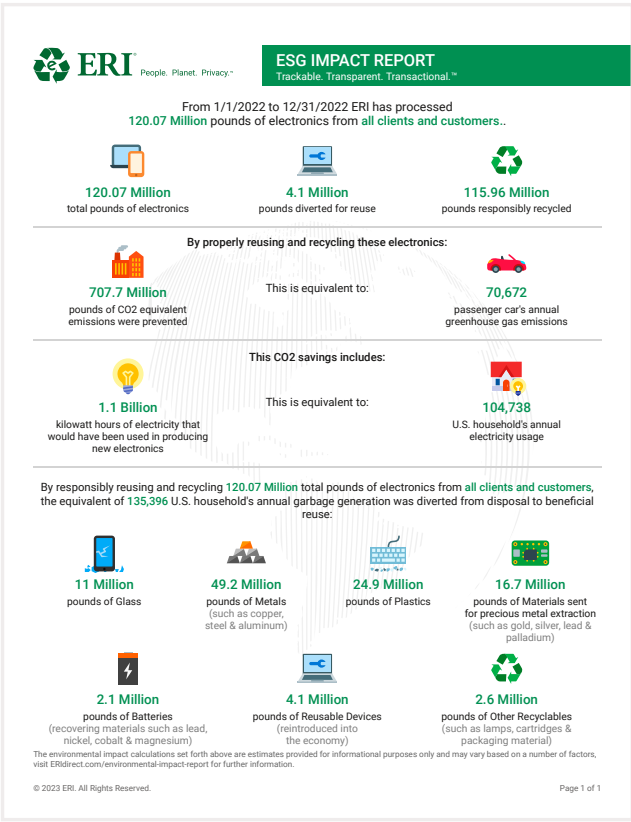 ERI® People. Planet. Privacy.™
ESG IMPACT REPORT
Trackable. Transparent. Transactional.™
From 1/1/2022 to 12/31/2022 ERI has processed
120.07 Million pounds of electronics from all clients and customers..
120.07 Million
total pounds of electronics
4.1 Million
pounds diverted for reuse
115.96 Million
pounds responsibly recycled
By properly reusing and recycling these electronics:
707.7 Million
pounds of CO2 equivalent
emissions were prevented
This is equivalent to:
70,672
passenger car's annual
greenhouse gas emissions
This CO2 savings includes:
1.1 Billion
kilowatt hours of electricity that
would have been used in producing
new electronics
This is equivalent to:
104,738
U.S. household's annual
electricity usage
By responsibly reusing and recycling 120.07 Million total pounds of electronics from all clients and customers,
the equivalent of 135,396 U.S. household's annual garbage generation was diverted from disposal to beneficial
reuse:
11 Million
pounds of Glass
49.2 Million
pounds of Metals
(such as copper,
steel & aluminum)
24.9 Million
pounds of Plastics
16.7 Million
pounds of Materials sent
for precious metal extraction
(such as gold, silver, lead &
palladium)
2.1 Million
pounds of Batteries
(recovering materials such as lead,
nickel, cobalt & magnesium)
4.1 Million
pounds of Reusable Devices
(reintroduced into
the economy)
2.6 Million
pounds of Other Recyclables
(such as lamps, cartridges &
packaging material)
The environmental impact calculations set forth above are estimates provided for informational purposes only and may vary based on a number of factors,
visit ERIdirect.com/environmental-impact-report for further information.
© 2023 ERI. All Rights Reserved.
Page 1 of 1